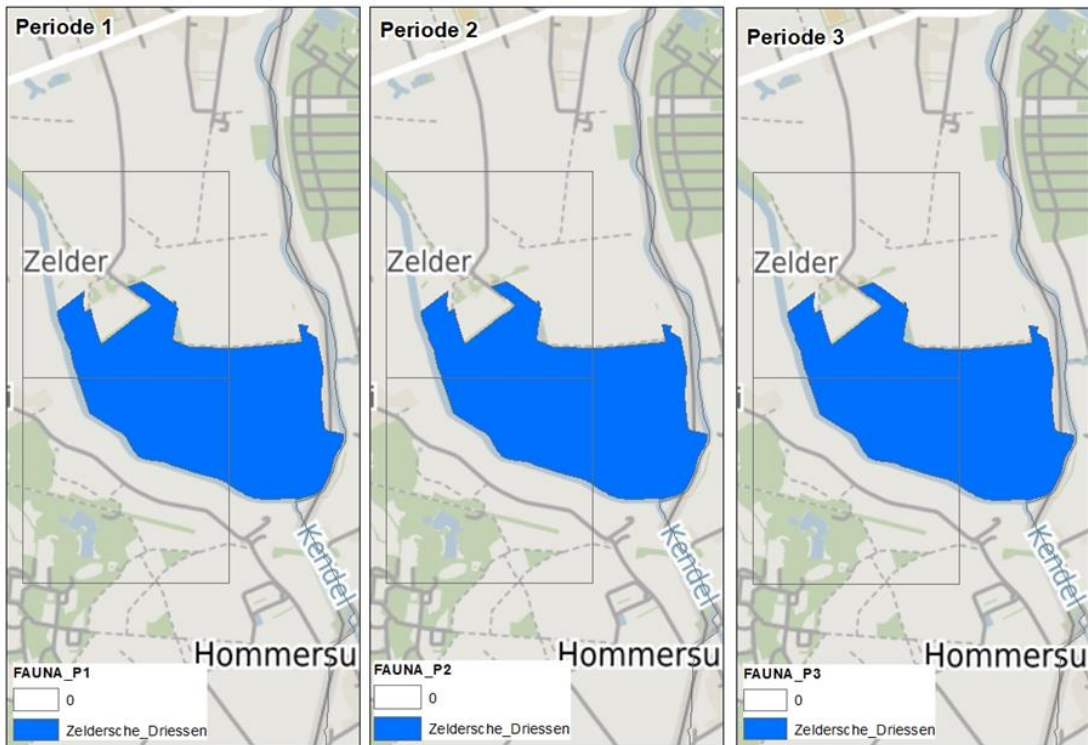 Periode 1
Zelder
i
Kendel
Hommersu
FAUNA_P1
0
Zeldersche_Driessen
Periode 2
Zelder
i
Kendel
Hommersu
FAUNA_P2
0
Zeldersche_Driessen
Periode 3
Zelder
i
Kendel
Hommersu
FAUNA_P3
0
Zeldersche_Driessen